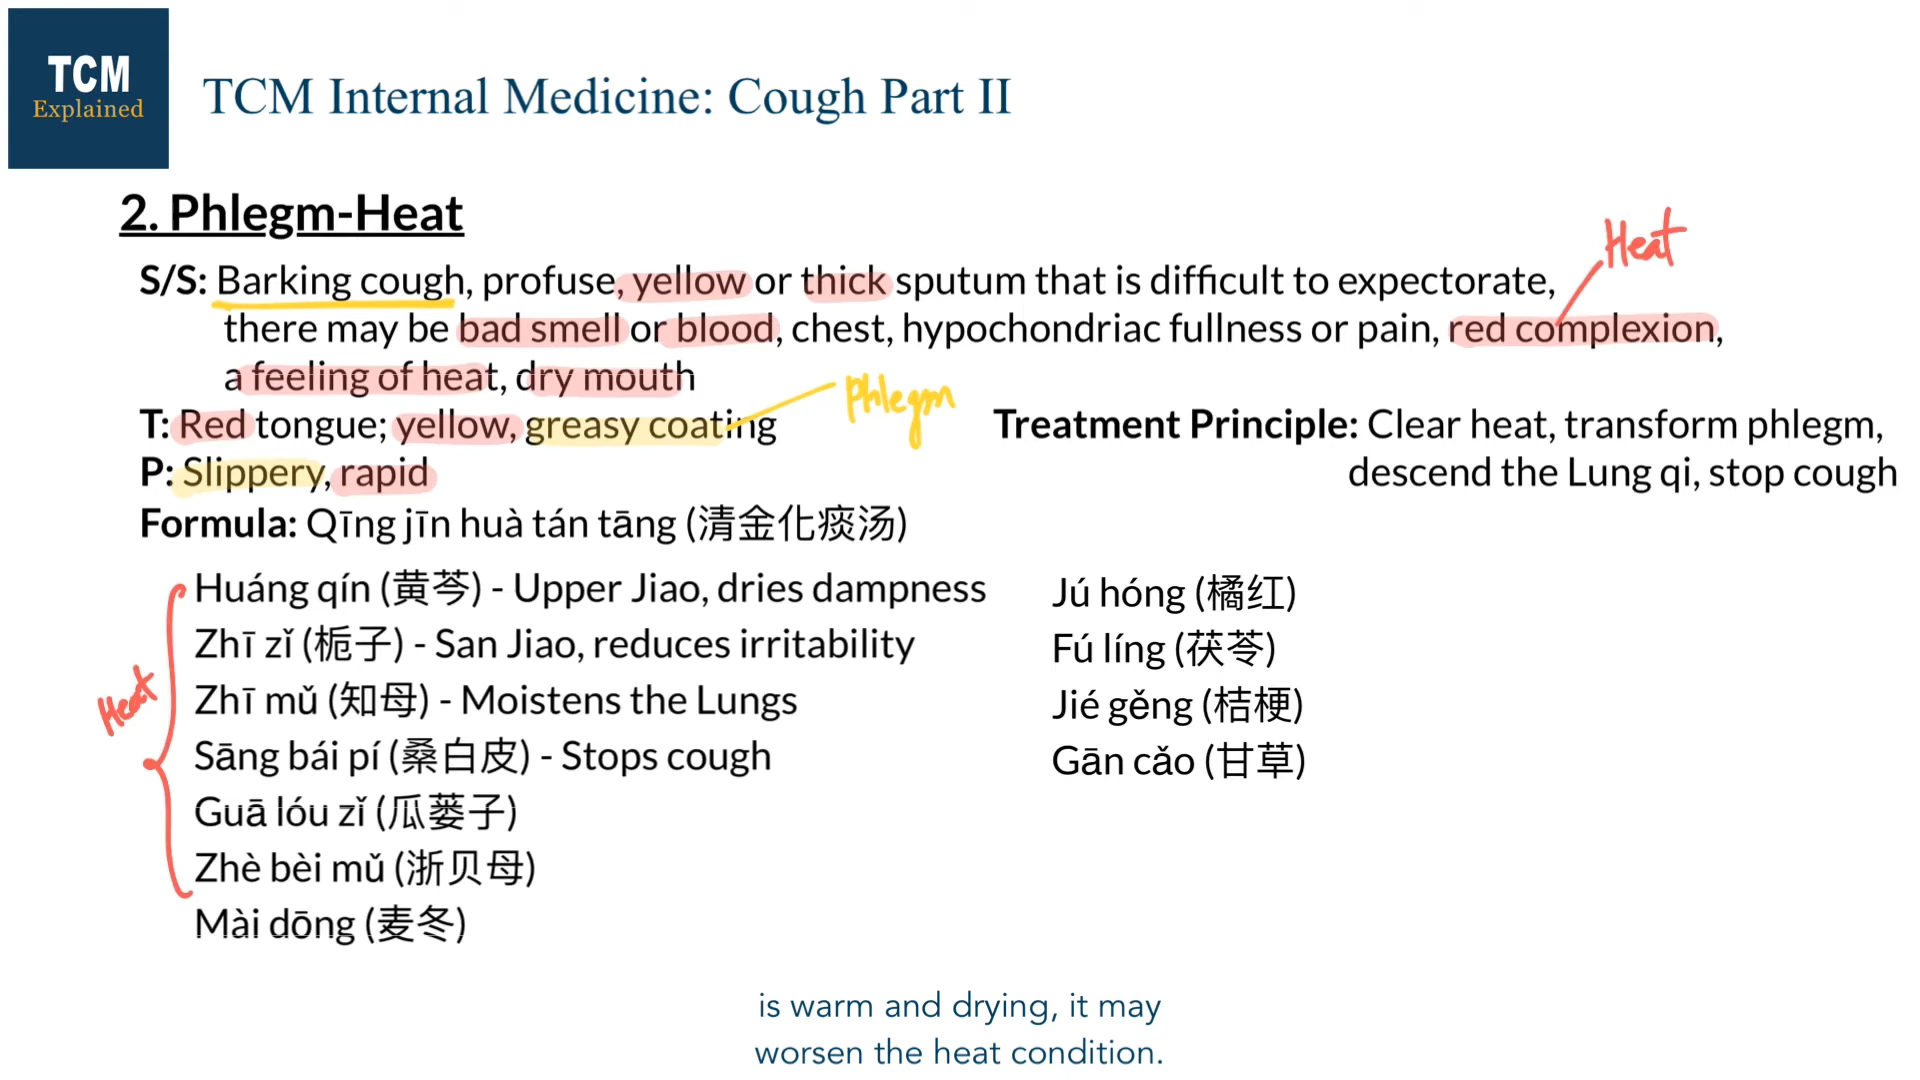 TCM
Explained
TCM Internal Medicine: Cough Part II
2. Phlegm-Heat
Heat
S/S: Barking cough, profuse, yellow or thick sputum that is difficult to expectorate,
there may be bad smell or blood, chest, hypochondriac fullness or pain, red complexion,
a feeling of heat, dry mouth
Phlegm
T: Red tongue; yellow, greasy coating
P: Slippery, rapid
Treatment Principle: Clear heat, transform phlegm,
descend the Lung qi, stop cough
Formula: Qīng jīn huà tán tāng (清金化痰汤)
Heat
Huáng qín (黄芩) - Upper Jiao, dries dampness
Zhī zǐ (栀子) - San Jiao, reduces irritability
Zhī mǔ (知母) - Moistens the Lungs
Sāng bái pí (桑白皮) - Stops cough
Guā lóu zǐ (瓜蒌子)
Zhè bèi mǔ (浙贝母)
Mài dōng (麦冬)
Jú hóng (橘红)
Fú líng (茯苓)
Jié gěng (桔梗)
Gān cǎo (甘草)
is warm and drying, it may
worsen the heat condition.